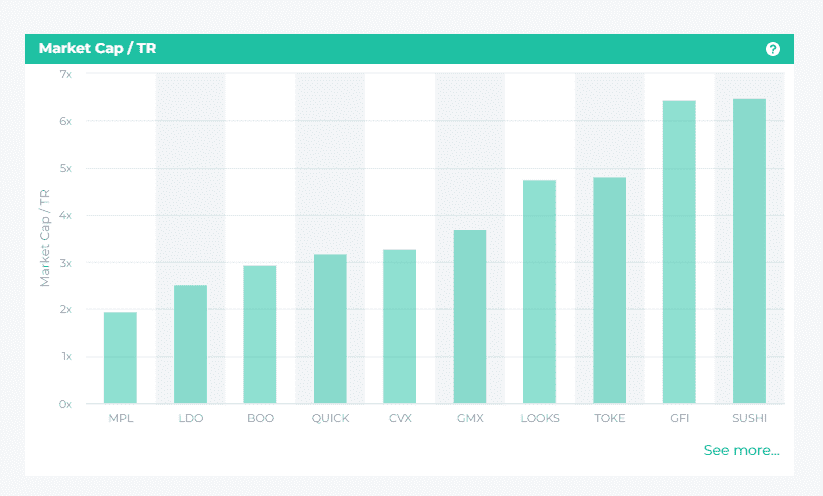 Market Cap / TR
?
7x
6x
5x
4x
3x
2x
1x
0x
Market Cap / TR
MPL LDO BOO QUICK CVX GMX LOOKS TOKE GFI SUSHI
See more...